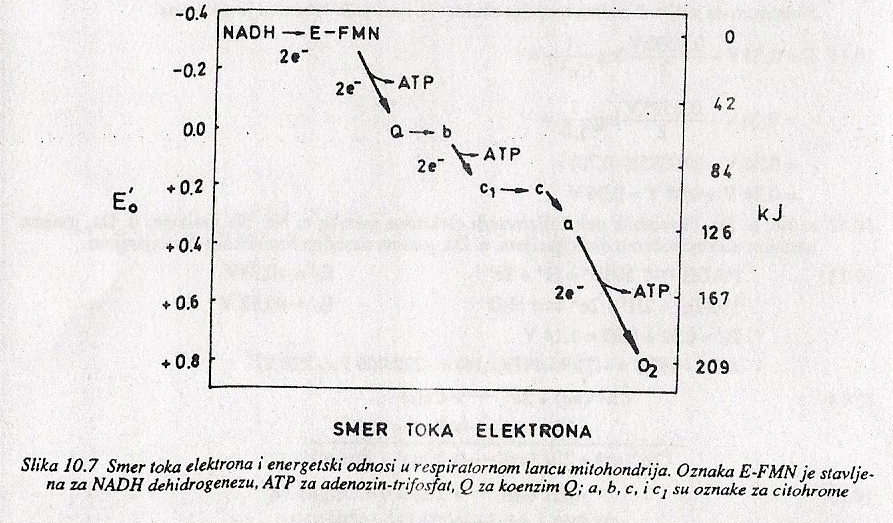 -0.4
NADH → E-FMN
0
2e⁻
-0.2
2e⁻
ATP
42
0.0
Q → b
2e⁻
ATP
84
+0.2
c₁ → c
E₀′
kJ
a
126
+0.4
2e⁻
ATP
167
+0.6
+0.8
O₂
209
SMER TOKA ELEKTRONA
Slika 10.7 Smer toka elektrona i energetski odnosi u respiratornom lancu mitohondrija. Oznaka E-FMN je stavlje-
na za NADH dehidrogenezu, ATP za adenozin-trifosfat, Q za koenzim Q; a, b, c, i c₁ su oznake za citohrome